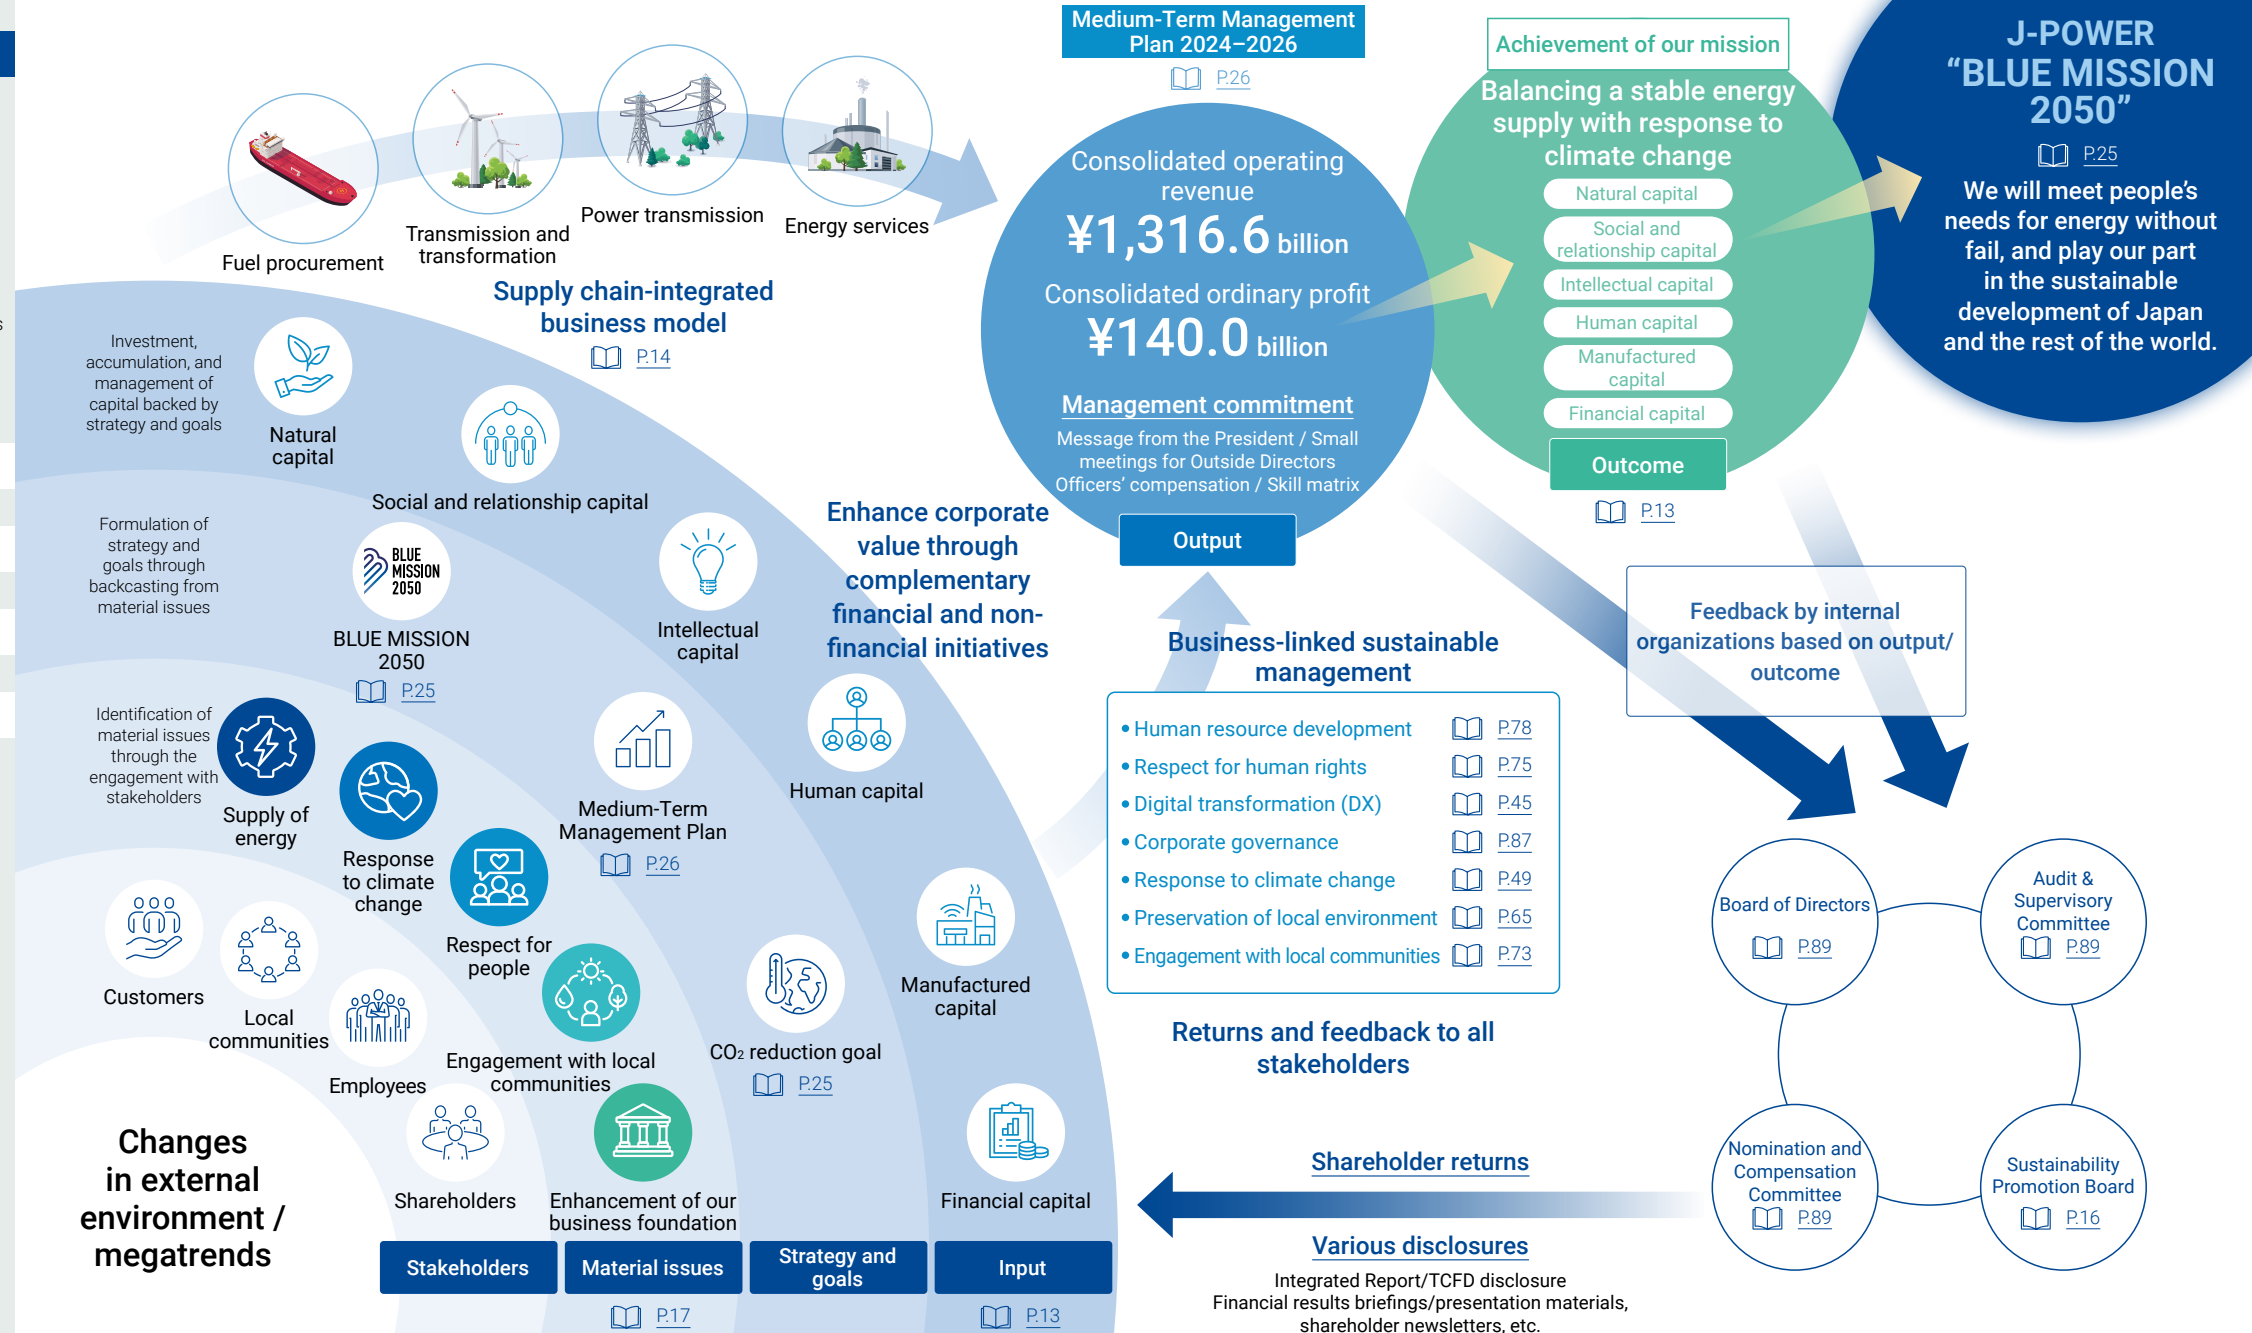 Medium-Term Management
Plan 2024–2026
P.26
Achievement of our mission
J-POWER
“BLUE MISSION
2050”
P.25
We will meet people’s
needs for energy without
fail, and play our part
in the sustainable
development of Japan
and the rest of the world.
Balancing a stable energy
supply with response to
climate change
Natural capital
Social and
relationship capital
Intellectual capital
Human capital
Manufactured
capital
Financial capital
Outcome
P.13
Consolidated operating
revenue
¥1,316.6 billion
Consolidated ordinary profit
¥140.0 billion
Management commitment
Message from the President / Small
meetings for Outside Directors
Officers’ compensation / Skill matrix
Output
Fuel procurement
Transmission and
transformation
Power transmission
Energy services
Supply chain-integrated
business model
P.14
Investment,
accumulation, and
management of
capital backed by
strategy and goals
Natural
capital
Social and relationship capital
Intellectual
capital
Human capital
Manufactured
capital
Financial capital
Enhance corporate
value through
complementary
financial and non-
financial initiatives
Formulation of
strategy and
goals through
backcasting from
material issues
BLUE
MISSION
2050
BLUE MISSION
2050
P.25
Medium-Term
Management Plan
P.26
CO2 reduction goal
P.25
Identification of
material issues
through the
engagement with
stakeholders
Supply of
energy
Response
to climate
change
Respect for
people
Engagement with local
communities
Enhancement of our
business foundation
Customers
Local
communities
Employees
Shareholders
Changes
in external
environment /
megatrends
Stakeholders
Material issues
P.17
Strategy and
goals
Input
P.13
Business-linked sustainable
management
• Human resource development P.78
• Respect for human rights P.75
• Digital transformation (DX) P.45
• Corporate governance P.87
• Response to climate change P.49
• Preservation of local environment P.65
• Engagement with local communities P.73
Returns and feedback to all
stakeholders
Shareholder returns
Various disclosures
Integrated Report/TCFD disclosure
Financial results briefings/presentation materials,
shareholder newsletters, etc.
Feedback by internal
organizations based on output/
outcome
Board of Directors
P.89
Audit &
Supervisory
Committee
P.89
Nomination and
Compensation
Committee
P.89
Sustainability
Promotion Board
P.16